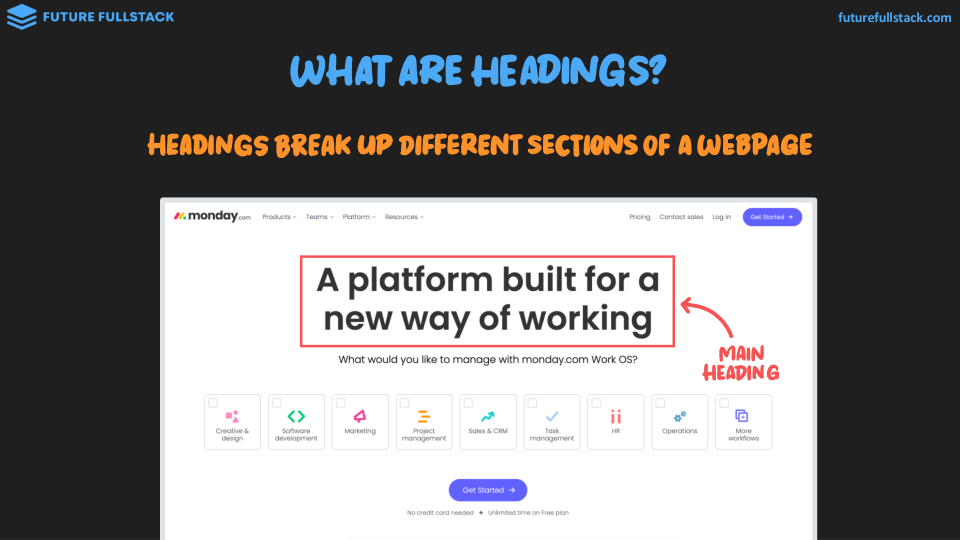 FUTURE FULLSTACK
futurefullstack.com
WHAT ARE HEADINGS?
HEADINGS BREAK UP DIFFERENT SECTIONS OF A WEBPAGE
monday.com Products Teams Platform Resources Pricing Contact sales Log in Get Started →
A platform built for a
new way of working
MAIN
HEADING
What would you like to manage with monday.com Work OS?
Creative &
design
Software
development
Marketing
Project
management
Sales & CRM
Task
management
HR
Operations
More
workflows
Get Started →
No credit card needed ✦ Unlimited time on Free plan